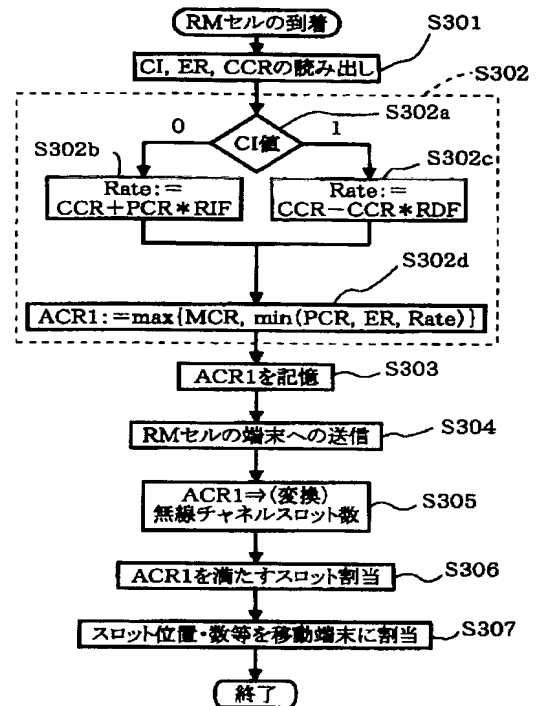 RMセルの到着
S301
CI, ER, CCRの読み出し
S302
S302a
0
CI値
1
S302b
S302c
Rate:=
CCR+PCR*RIF
Rate:=
CCR−CCR*RDF
S302d
ACR1:=max{MCR, min(PCR, ER, Rate)}
S303
ACR1を記憶
S304
RMセルの端末への送信
ACR1⇒(変換)
無線チャネルスロット数
S305
ACR1を満たすスロット割当
S306
スロット位置・数等を移動端末に割当
S307
終了